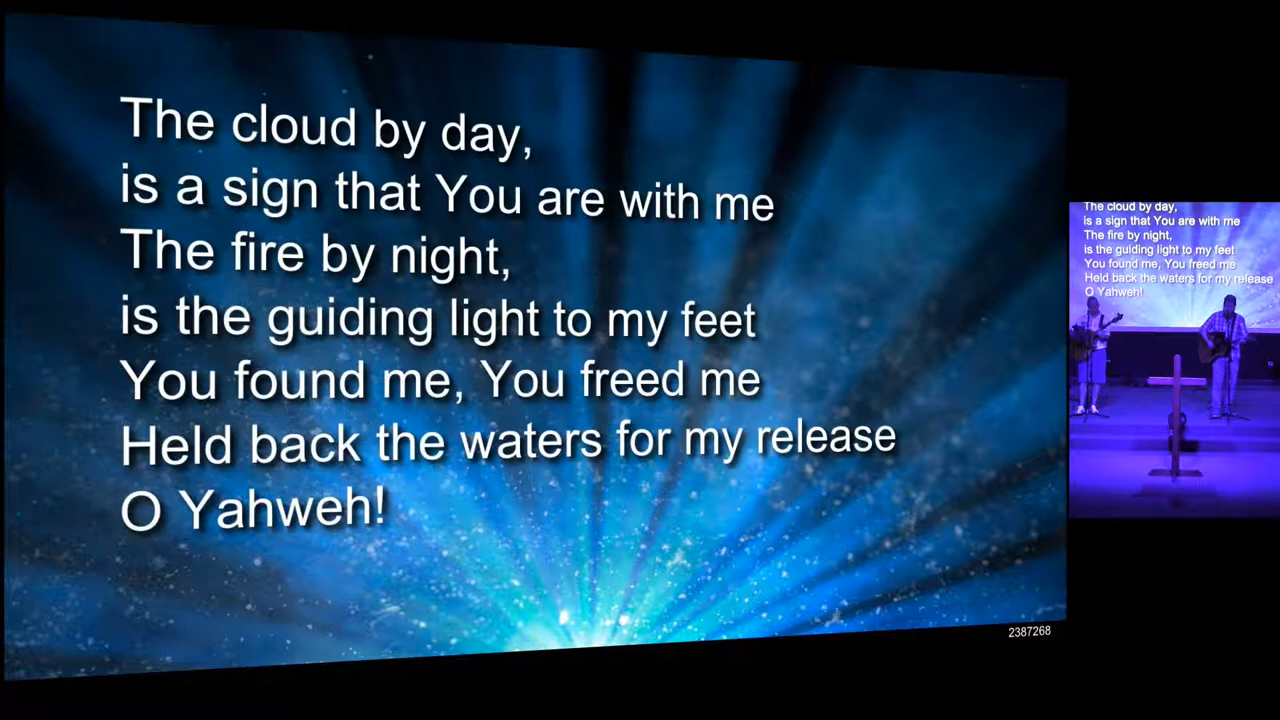 The cloud by day,
is a sign that You are with me
The fire by night,
is the guiding light to my feet
You found me, You freed me
Held back the waters for my release
O Yahweh!
2387268
The cloud by day,
is a sign that You are with me
The fire by night,
is the guiding light to my feet
You found me, You freed me
Held back the waters for my release
O Yahweh!